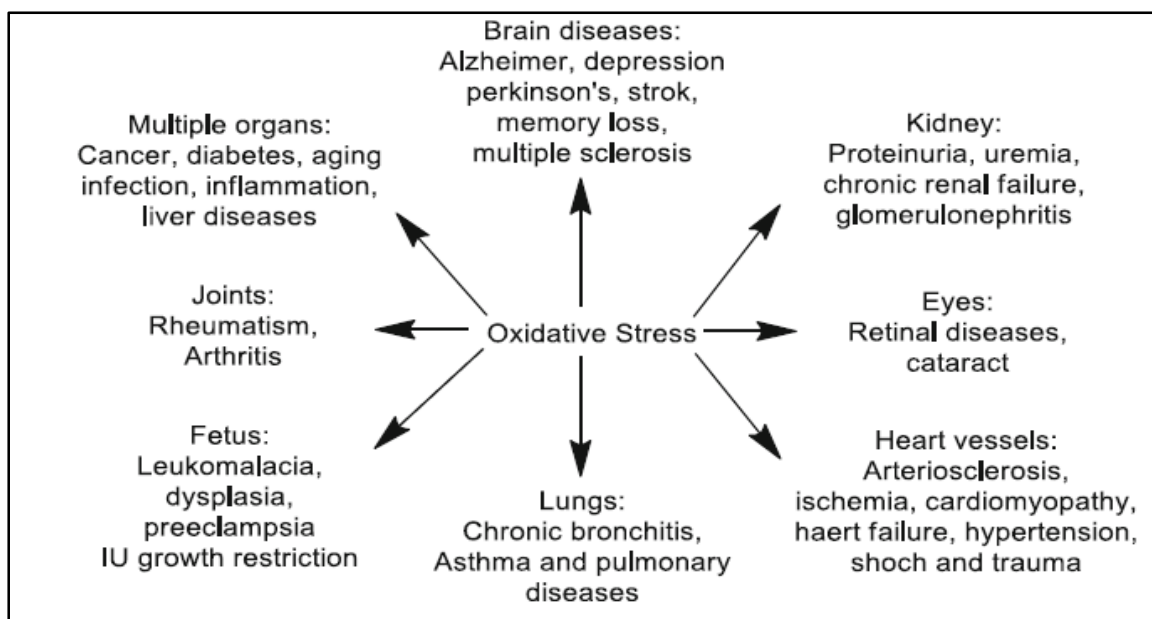 Brain diseases:
Alzheimer, depression
perkinson's, strok,
memory loss,
multiple sclerosis
Multiple organs:
Cancer, diabetes, aging
infection, inflammation,
liver diseases
Kidney:
Proteinuria, uremia,
chronic renal failure,
glomerulonephritis
Joints:
Rheumatism,
Arthritis
Oxidative Stress
Eyes:
Retinal diseases,
cataract
Fetus:
Leukomalacia,
dysplasia,
preeclampsia
IU growth restriction
Lungs:
Chronic bronchitis,
Asthma and pulmonary
diseases
Heart vessels:
Arteriosclerosis,
ischemia, cardiomyopathy,
haert failure, hypertension,
shoch and trauma